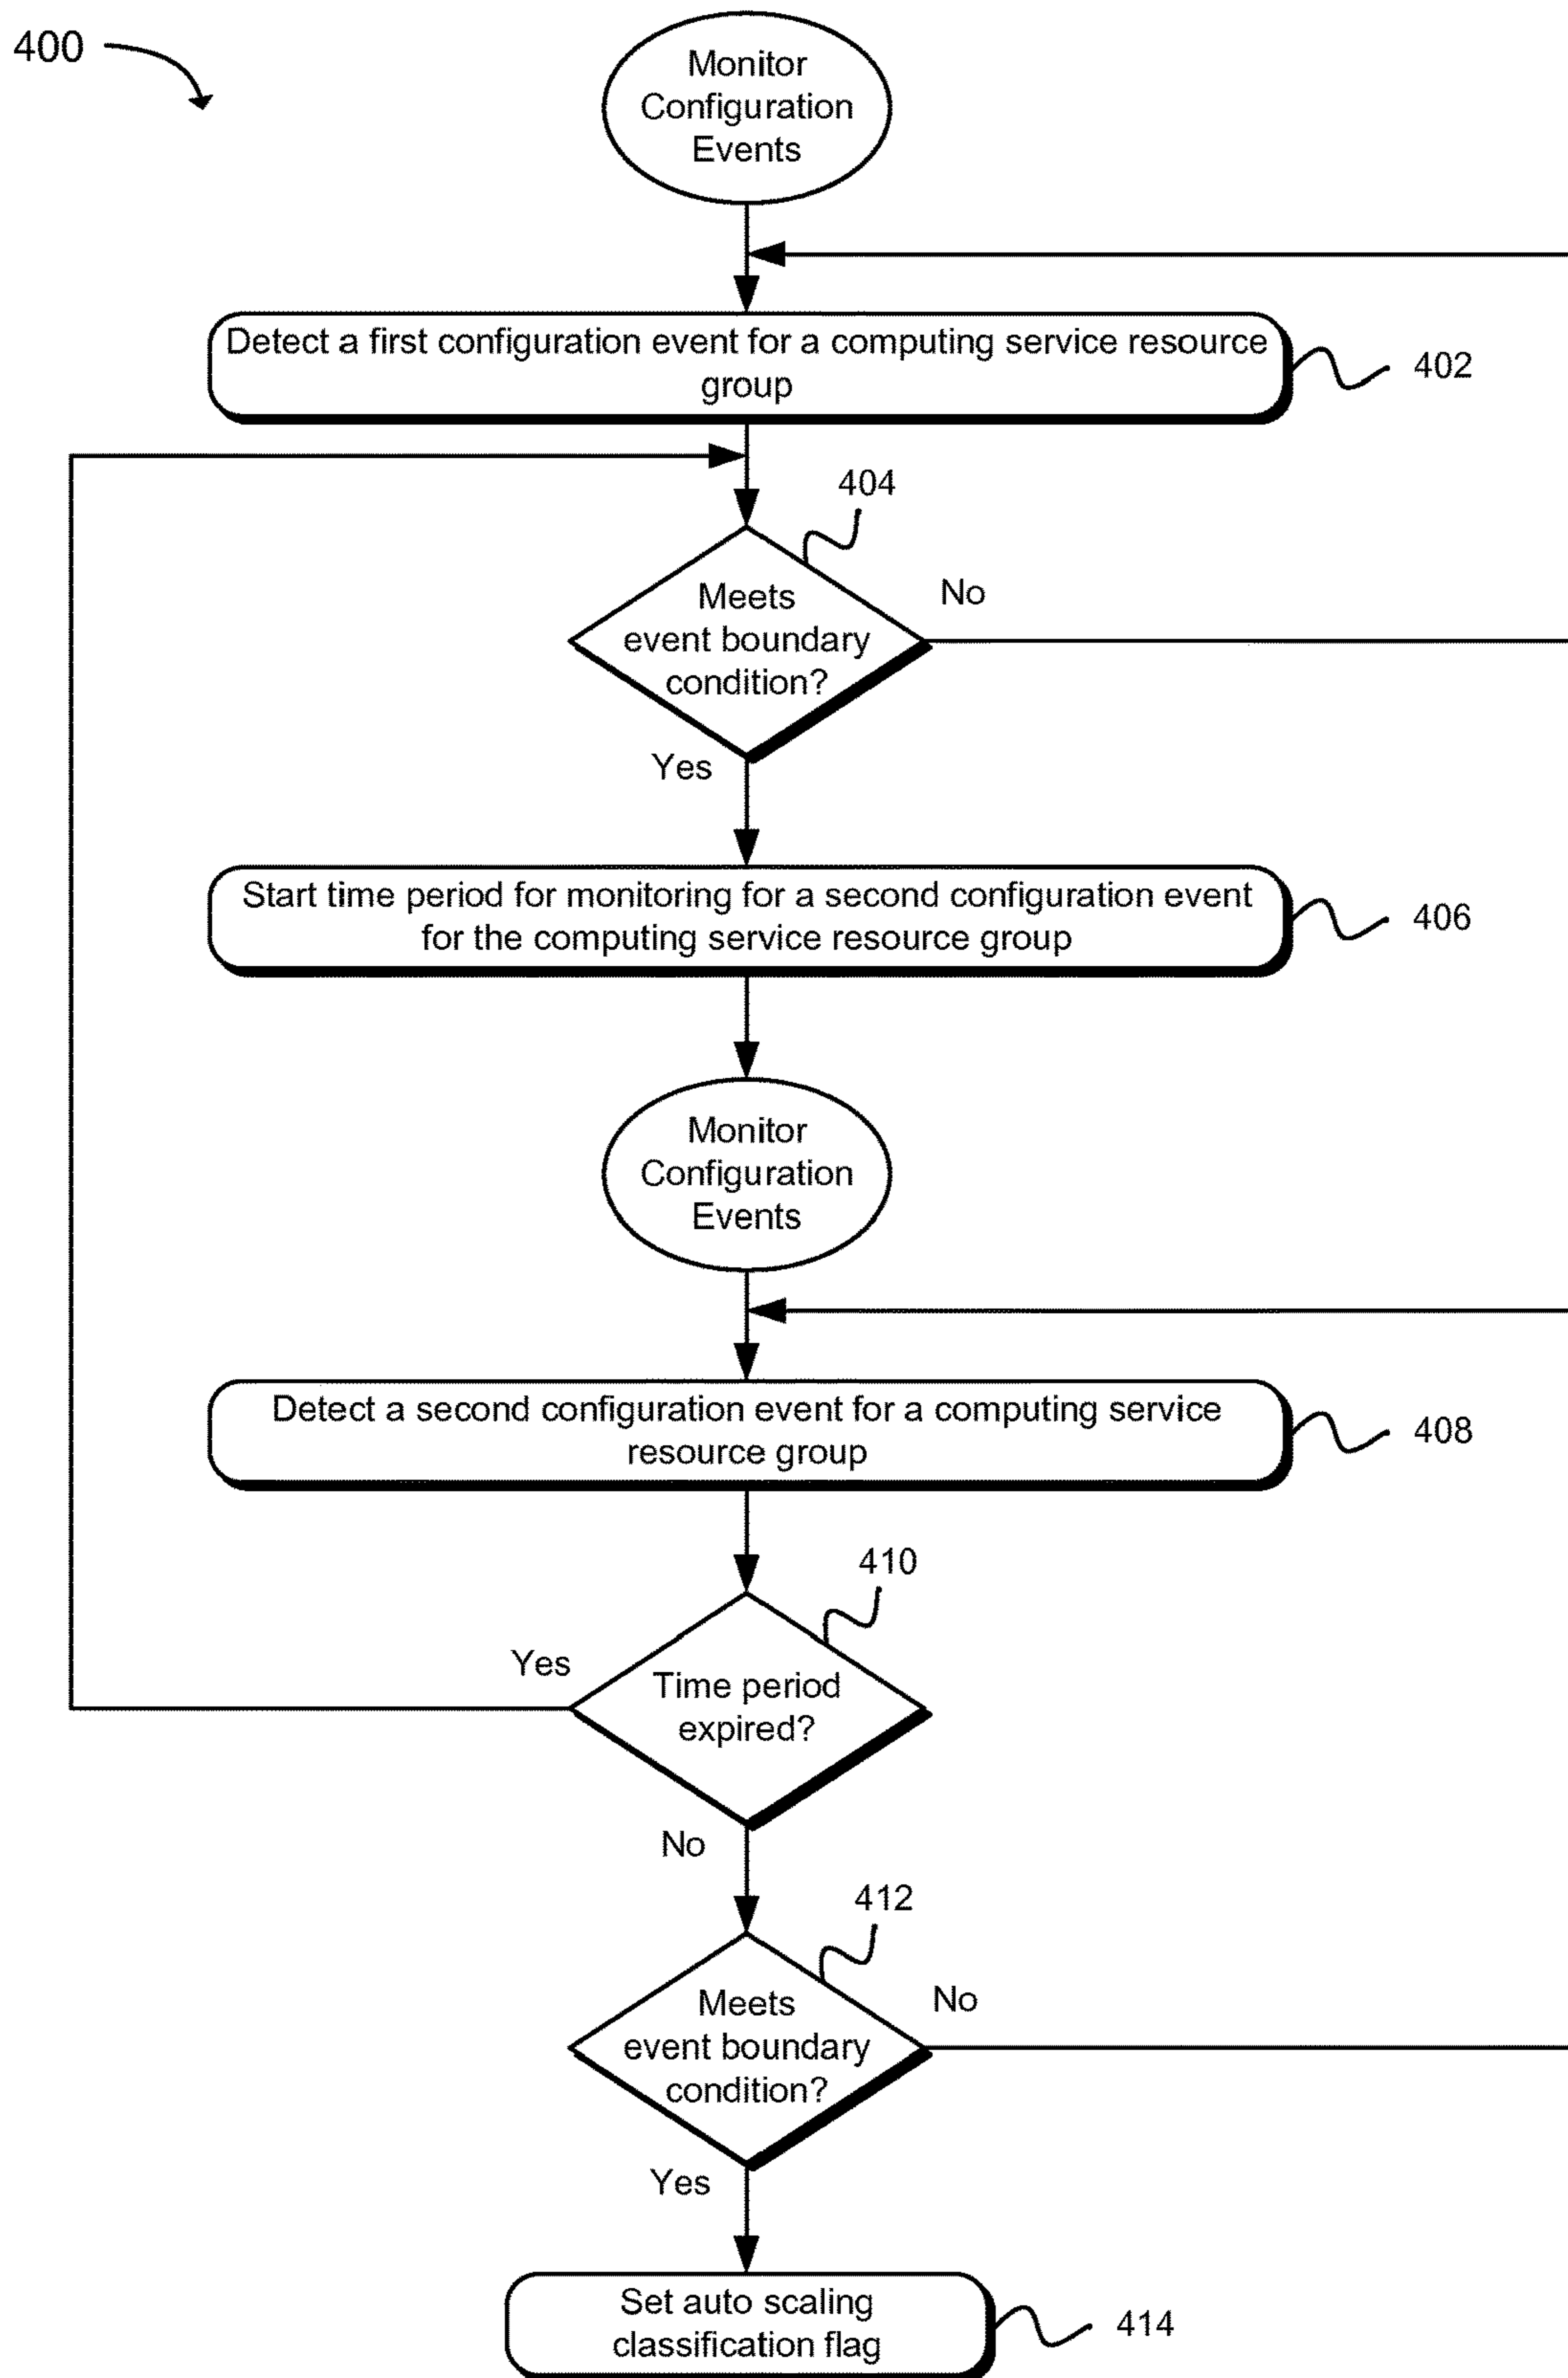 400
Monitor
Configuration
Events
Detect a first configuration event for a computing service resource
group
402
404
Meets
event boundary
condition?
No
Yes
Start time period for monitoring for a second configuration event
for the computing service resource group
406
Monitor
Configuration
Events
Detect a second configuration event for a computing service
resource group
408
410
Yes
Time period
expired?
No
412
Meets
event boundary
condition?
No
Yes
Set auto scaling
classification flag
414